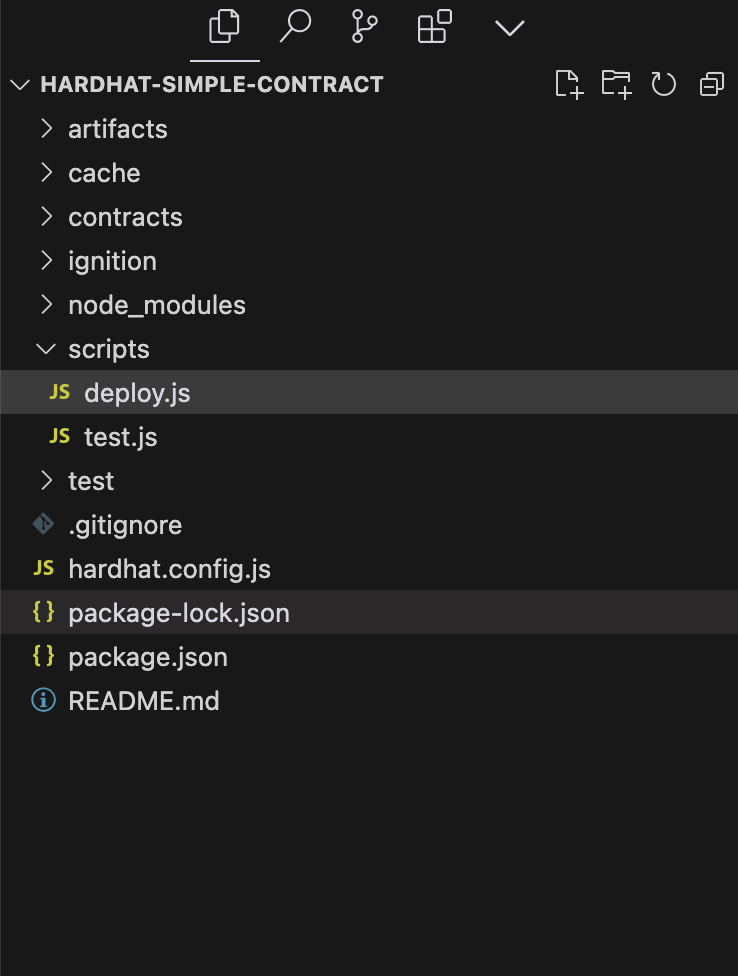 HARDHAT-SIMPLE-CONTRACT
artifacts
cache
contracts
ignition
node_modules
scripts
JS deploy.js
JS test.js
test
.gitignore
JS hardhat.config.js
{} package-lock.json
{} package.json
README.md